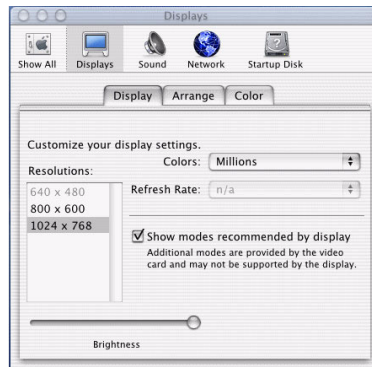 Displays
Show All Displays Sound Network Startup Disk
Display Arrange Color
Customize your display settings.
Colors: Millions
Resolutions:
640 x 480
Refresh Rate: n/a
800 x 600
1024 x 768
Show modes recommended by display
Additional modes are provided by the video
card and may not be supported by the display.
Brightness